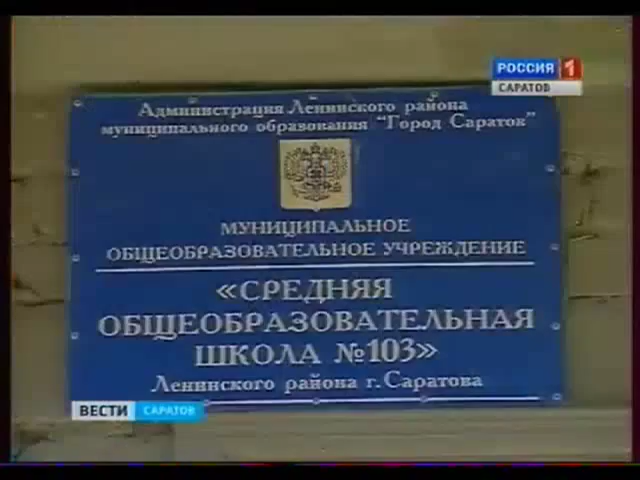 РОССИЯ 1
САРАТОВ
Администрация Ленинского района
муниципального образования "Город Саратов"
МУНИЦИПАЛЬНОЕ
ОБЩЕОБРАЗОВАТЕЛЬНОЕ УЧРЕЖДЕНИЕ
«СРЕДНЯЯ
ОБЩЕОБРАЗОВАТЕЛЬНАЯ
ШКОЛА №103»
Ленинского района г.Саратова
ВЕСТИ САРАТОВ